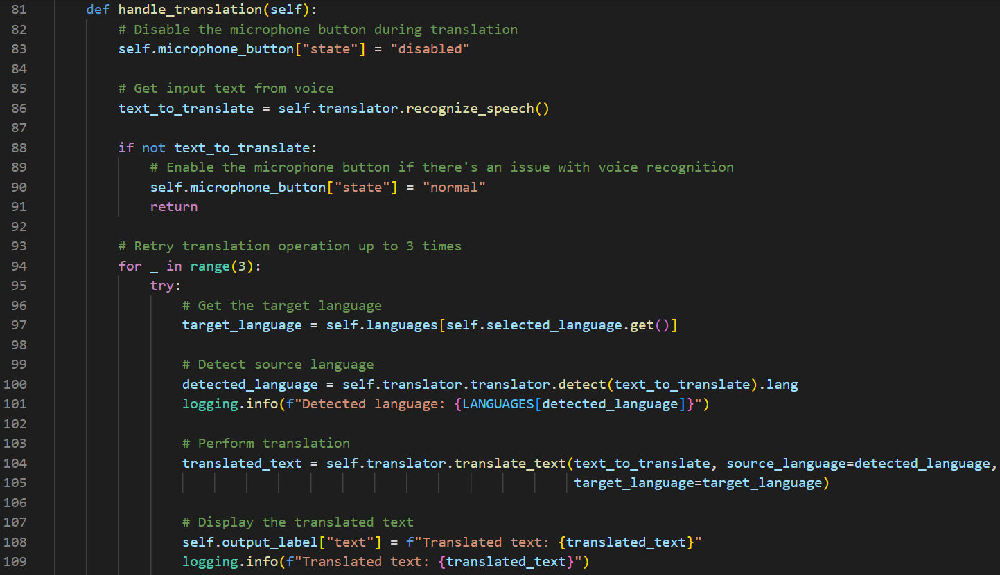 81 def handle_translation(self):
82 # Disable the microphone button during translation
83 self.microphone_button["state"] = "disabled"
84
85 # Get input text from voice
86 text_to_translate = self.translator.recognize_speech()
87
88 if not text_to_translate:
89 # Enable the microphone button if there's an issue with voice recognition
90 self.microphone_button["state"] = "normal"
91 return
92
93 # Retry translation operation up to 3 times
94 for _ in range(3):
95 try:
96 # Get the target language
97 target_language = self.languages[self.selected_language.get()]
98
99 # Detect source language
100 detected_language = self.translator.translator.detect(text_to_translate).lang
101 logging.info(f"Detected language: {LANGUAGES[detected_language]}")
102
103 # Perform translation
104 translated_text = self.translator.translate_text(text_to_translate, source_language=detected_language,
105 target_language=target_language)
106
107 # Display the translated text
108 self.output_label["text"] = f"Translated text: {translated_text}"
109 logging.info(f"Translated text: {translated_text}")